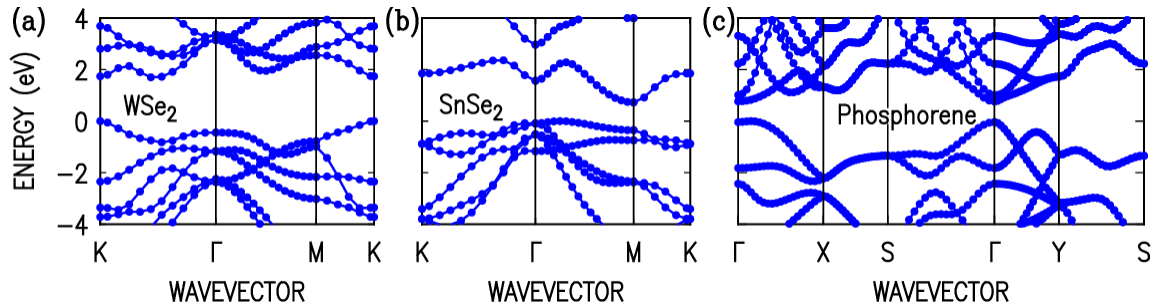 (a) (b) (c)
4
2
0
−2
−4
ENERGY (eV)
WSe₂
SnSe₂
Phosphorene
K Γ M K
K Γ M K
Γ X S Γ Y S
WAVEVECTOR
WAVEVECTOR
WAVEVECTOR